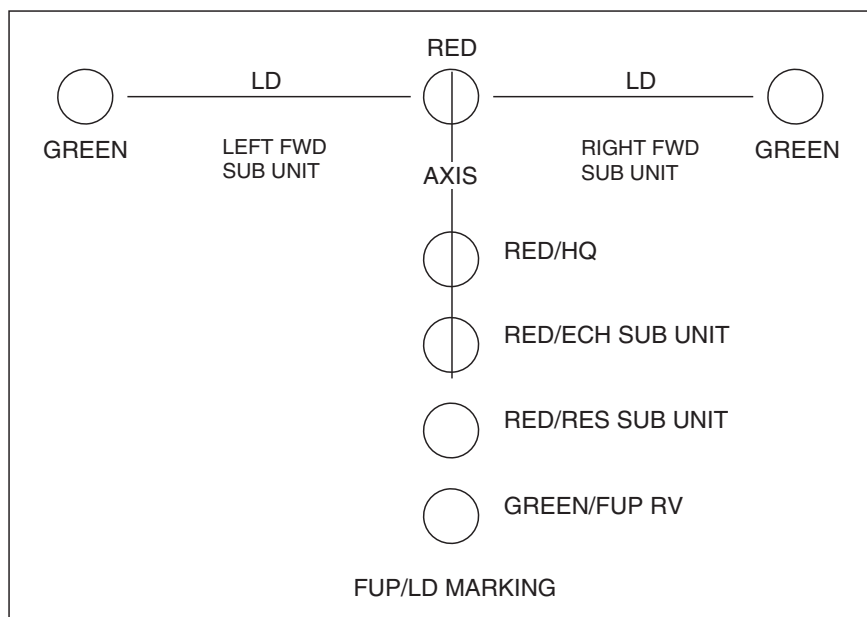 RED
LD
LD
GREEN
LEFT FWD
SUB UNIT
AXIS
RIGHT FWD
SUB UNIT
GREEN
RED/HQ
RED/ECH SUB UNIT
RED/RES SUB UNIT
GREEN/FUP RV
FUP/LD MARKING